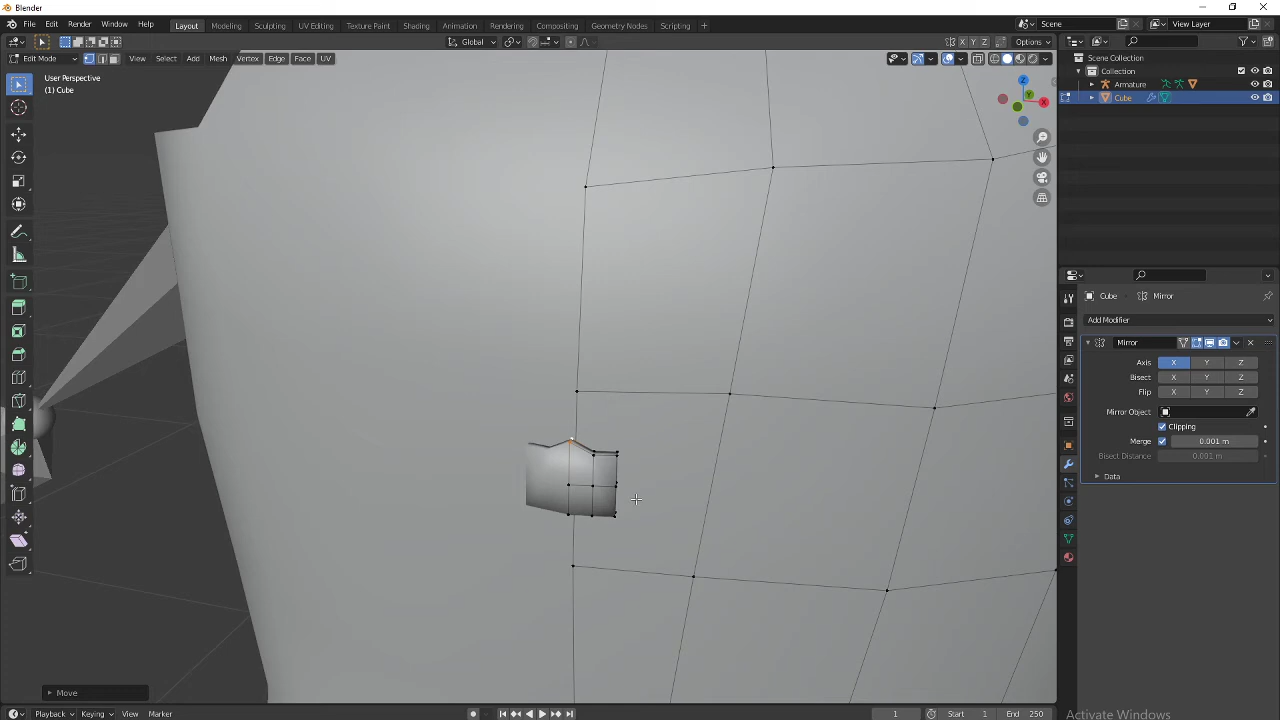 Blender
File Edit Render Window Help Layout Modeling Sculpting UV Editing Texture Paint Shading Animation Rendering Compositing Geometry Nodes Scripting + Scene View Layer
Global X Y Z Options
Edit Mode View Select Add Mesh Vertex Edge Face UV
User Perspective
(1) Cube
Z
Y
X
Move
Playback Keying View Marker 1 Start 1 End 250
Scene Collection
Collection
Armature
Cube
Cube Mirror
Add Modifier
Mirror
Axis X Y Z
Bisect X Y Z
Flip X Y Z
Mirror Object
Clipping
Merge 0.001 m
Bisect Distance 0.001 m
Data
Activate Windows